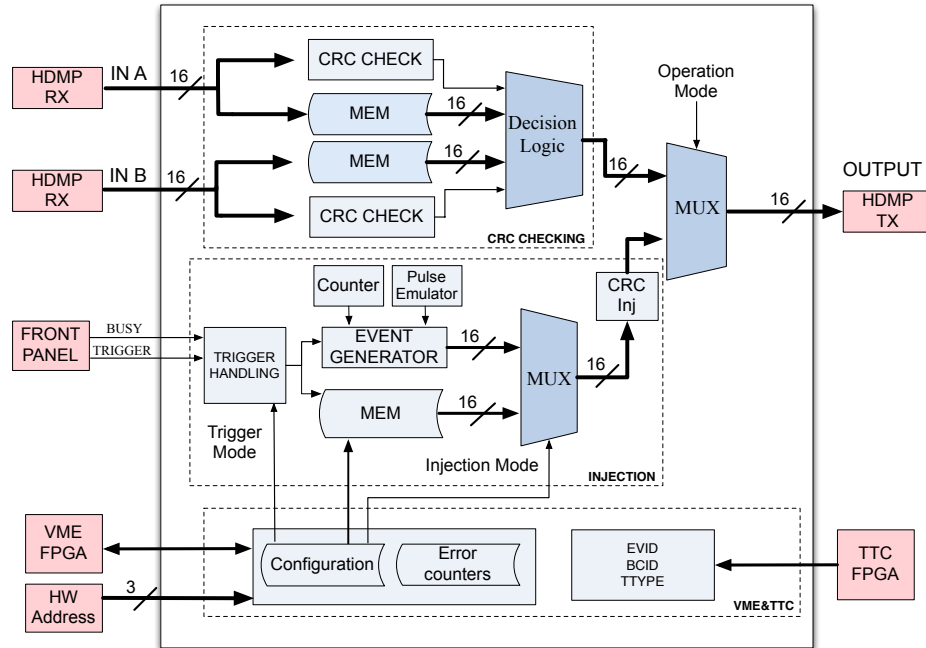 HDMP
RX
IN A
16
CRC CHECK
MEM
16
Decision
Logic
16
Operation
Mode
MUX
16
OUTPUT
HDMP
TX
HDMP
RX
IN B
16
MEM
16
CRC CHECK
CRC CHECKING
FRONT
PANEL
BUSY
TRIGGER
TRIGGER
HANDLING
Counter
Pulse
Emulator
EVENT
GENERATOR
16
MEM
16
MUX
16
CRC
Inj
Trigger
Mode
Injection Mode
INJECTION
VME
FPGA
HW
Address
3
Configuration
Error
counters
EVID
BCID
TTYPE
VME&TTC
TTC
FPGA